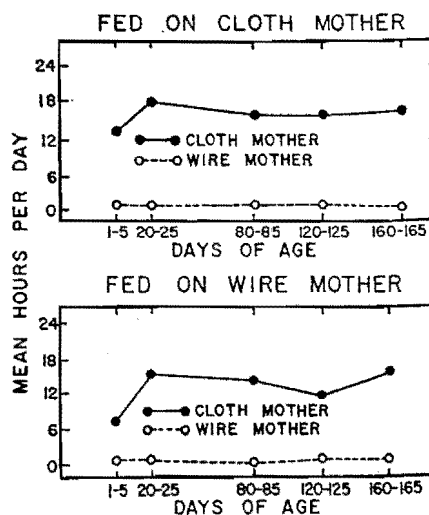 FED ON CLOTH MOTHER
24
18
12
6
0
CLOTH MOTHER
WIRE MOTHER
1-5 20-25 80-85 120-125 160-165
DAYS OF AGE
MEAN HOURS PER DAY
FED ON WIRE MOTHER
24
18
12
6
0
CLOTH MOTHER
WIRE MOTHER
1-5 20-25 80-85 120-125 160-165
DAYS OF AGE